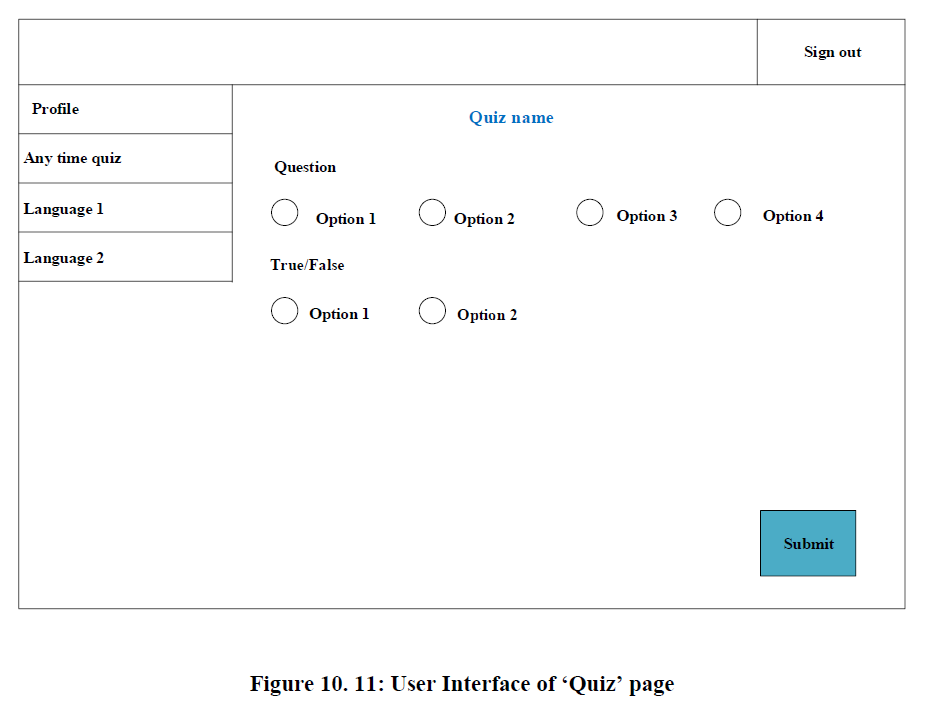 Sign out
Profile
Any time quiz
Language 1
Language 2
Quiz name
Question
Option 1 Option 2 Option 3 Option 4
True/False
Option 1 Option 2
Submit
Figure 10. 11: User Interface of ‘Quiz’ page